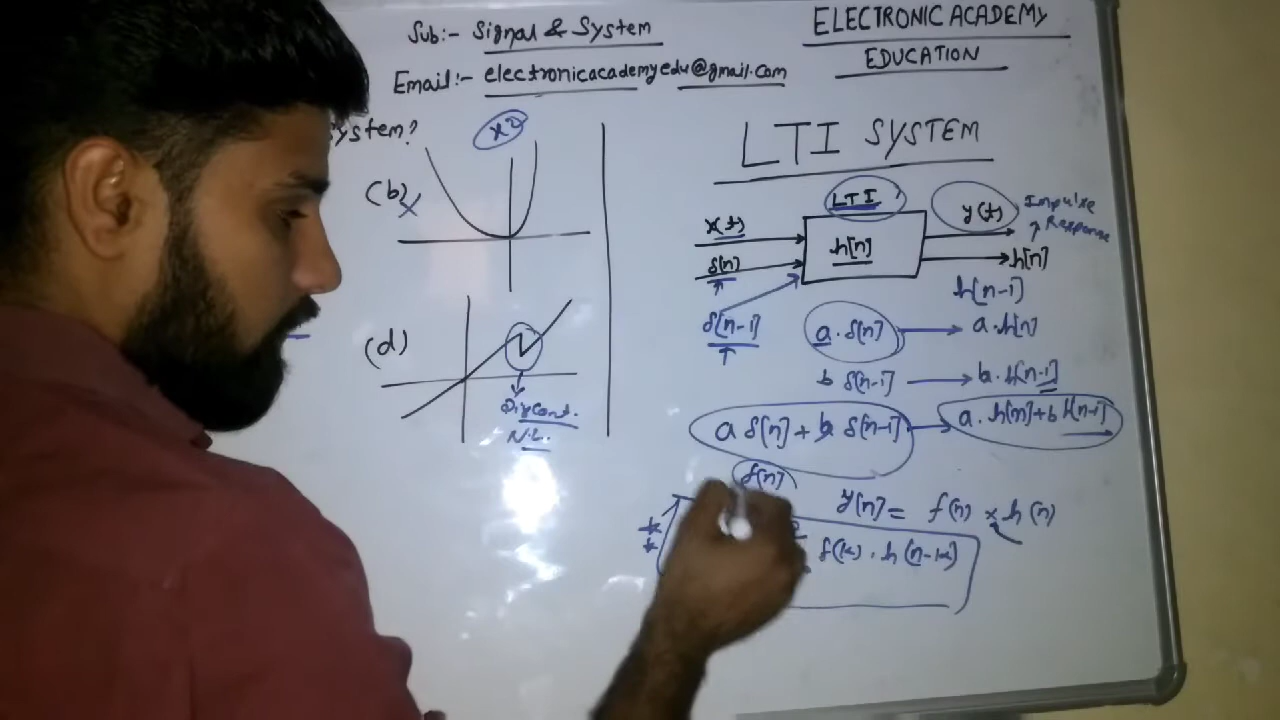 Sub:- Signal & System
Email:- electronicacademyedu@gmail.com
ELECTRONIC ACADEMY
EDUCATION
system?
(b)
x²
(d)
Discont.
N.L.
LTI SYSTEM
LTI
x(t)
h[n]
y(t)
Impulse
Response
δ[n]
h[n]
h[n-1]
δ[n-1]
a. δ[n] → a. h[n]
b δ[n-1] → b. h[n-1]
a δ[n] + b δ[n-1] → a. h[n] + b h[n-1]
f[n]
y[n] = f(n) * h(n)
f(k). h(n-k)